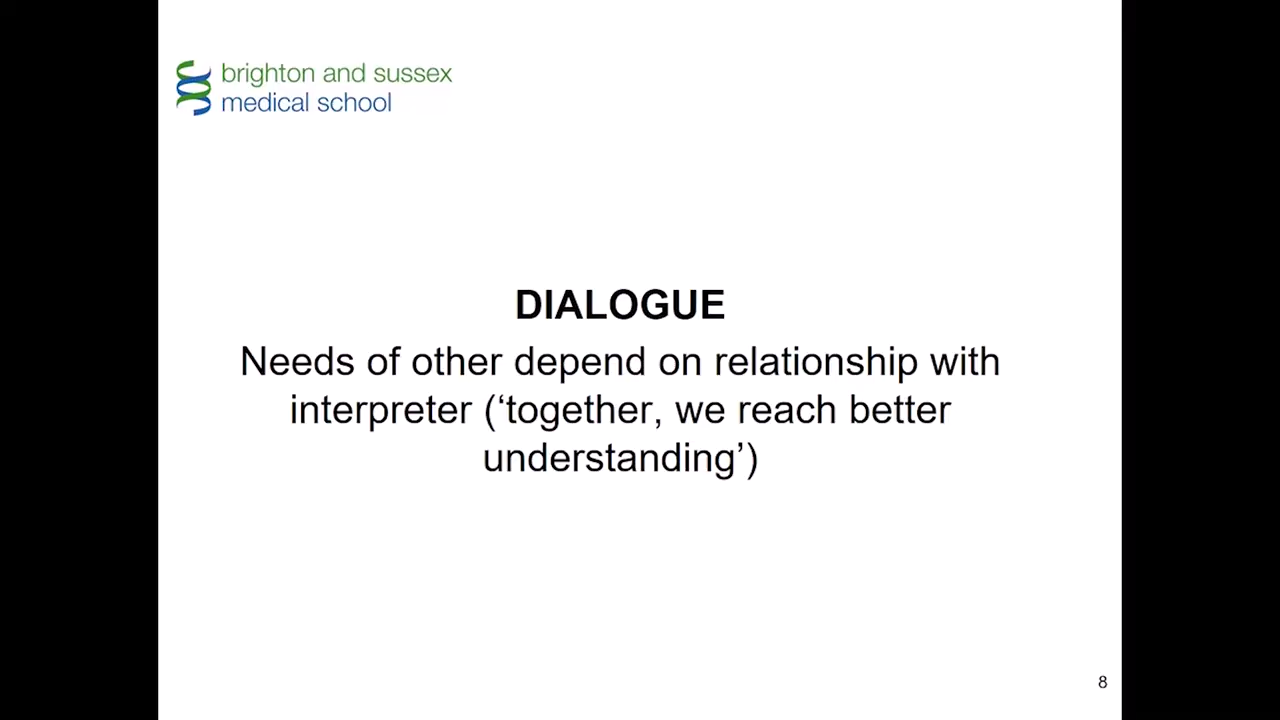 brighton and sussex
medical school
DIALOGUE
Needs of other depend on relationship with
interpreter (‘together, we reach better
understanding’)
8